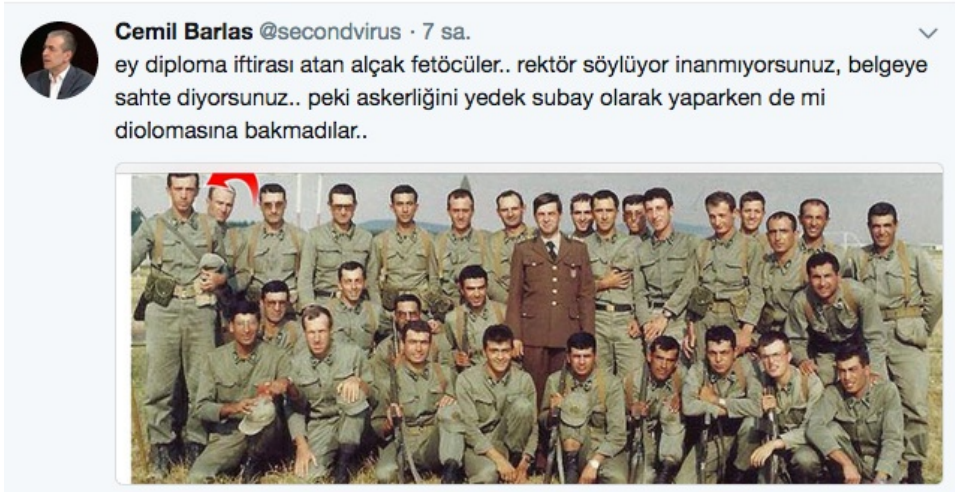 Cemil Barlas @secondvirus · 7 sa.
ey diploma iftirası atan alçak fetöcüler.. rektör söylüyor inanmıyorsunuz, belgeye
sahte diyorsunuz.. peki askerliğini yedek subay olarak yaparken de mi
diolomasına bakmadılar..